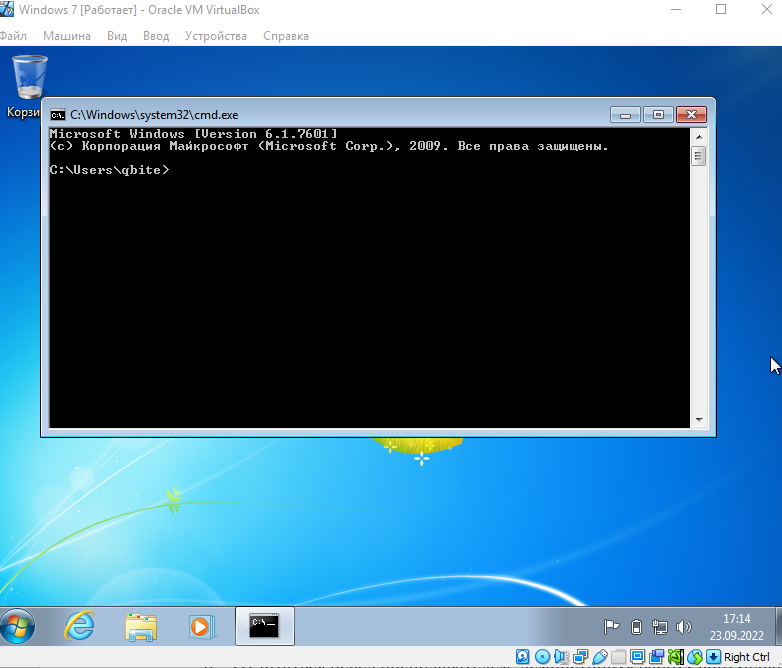 Windows 7 [Работает] - Oracle VM VirtualBox
Файл Машина Вид Ввод Устройства Справка
Корзи
C:\Windows\system32\cmd.exe
Microsoft Windows [Version 6.1.7601]
(c) Корпорация Майкрософт (Microsoft Corp.), 2009. Все права защищены.
C:\Users\qbite>
C:\
17:14
23.09.2022
Right Ctrl